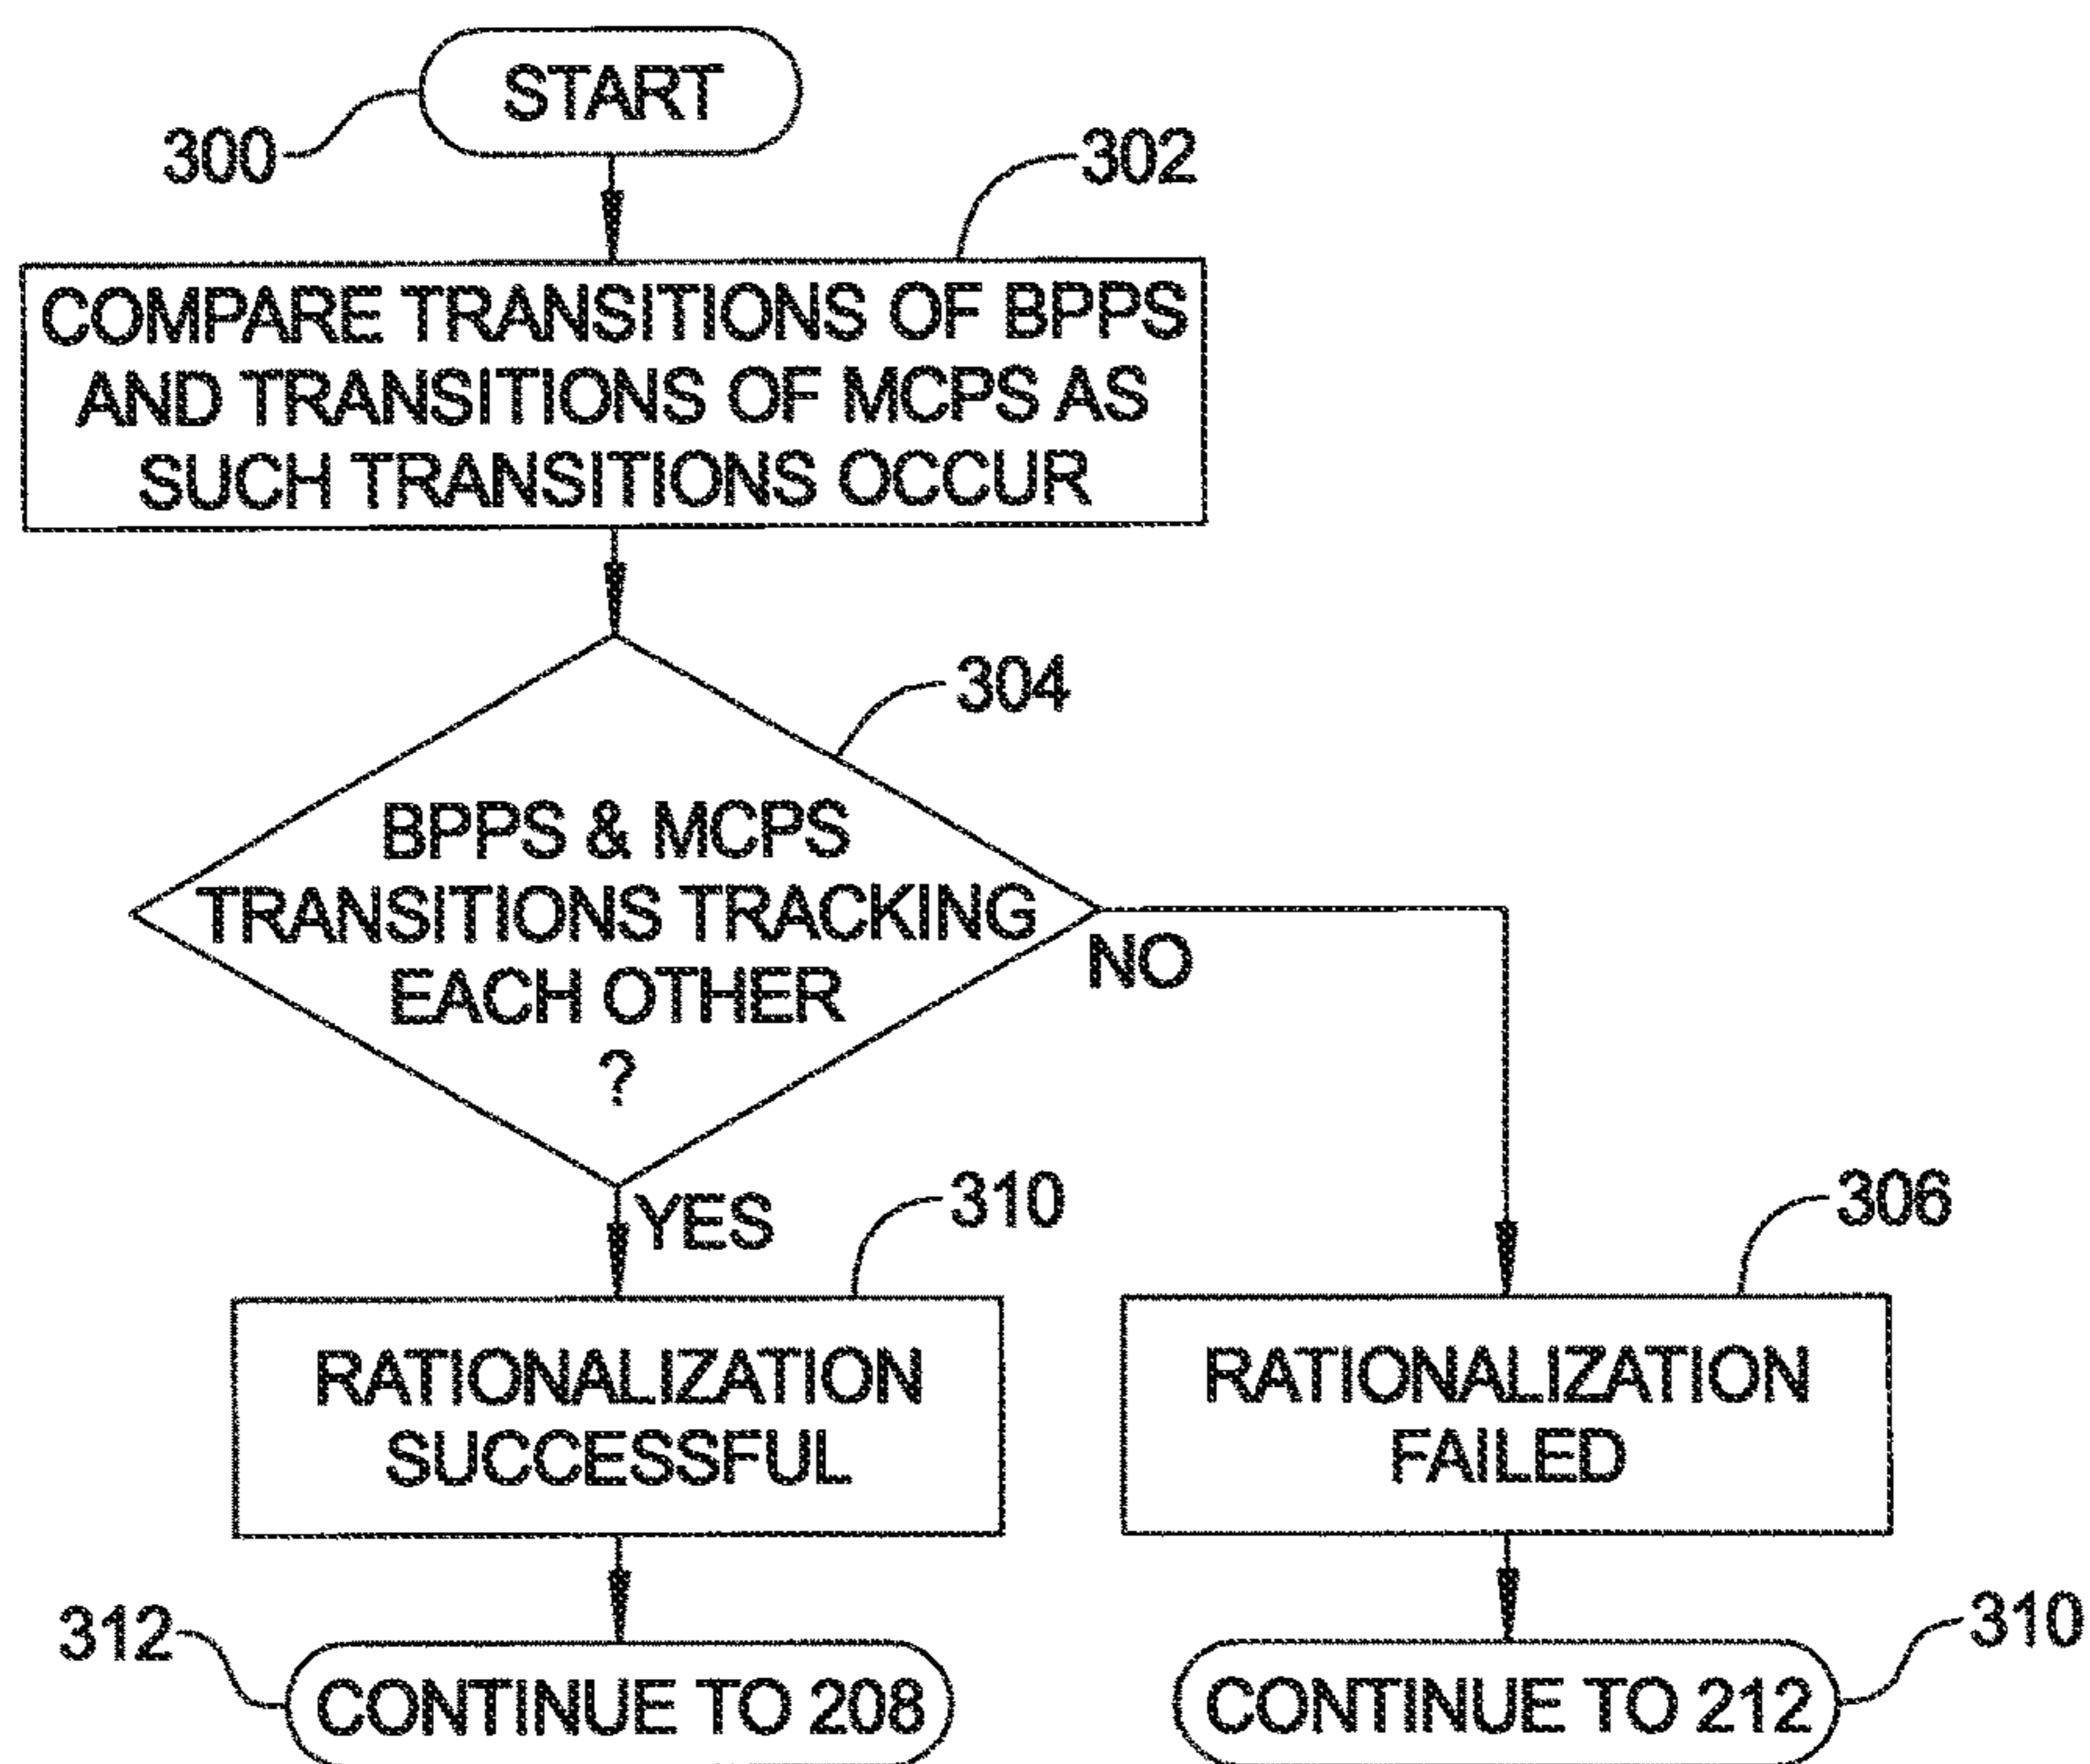 START
300
302
COMPARE TRANSITIONS OF BPPS
AND TRANSITIONS OF MCPS AS
SUCH TRANSITIONS OCCUR
304
BPPS & MCPS
TRANSITIONS TRACKING
EACH OTHER
?
NO
YES
310
306
RATIONALIZATION
SUCCESSFUL
RATIONALIZATION
FAILED
312
CONTINUE TO 208
CONTINUE TO 212
310